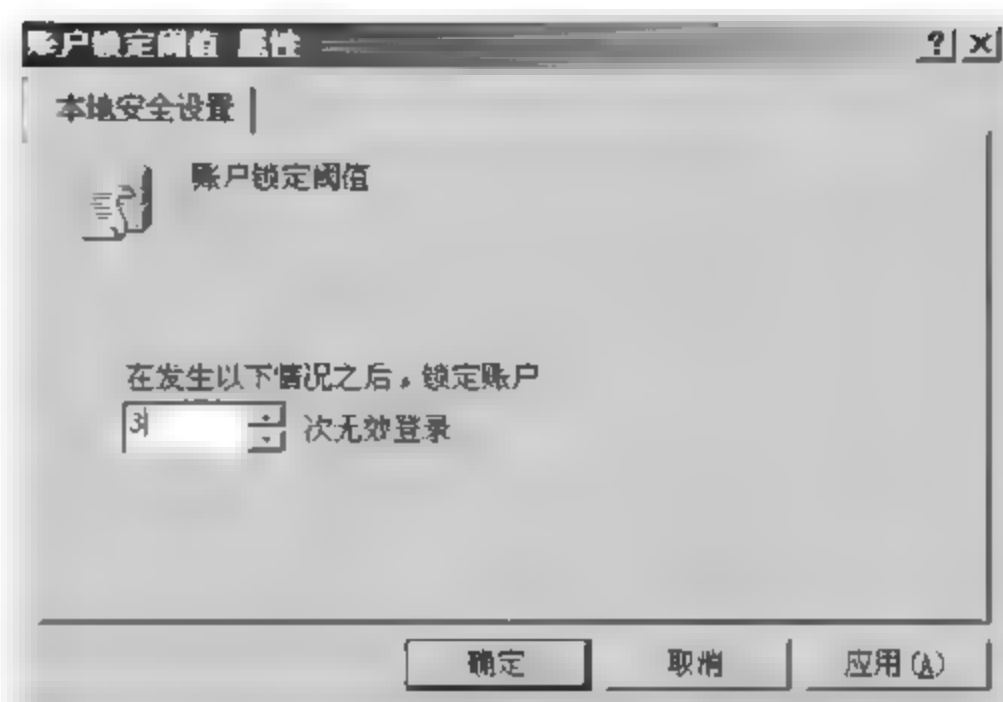 账户锁定阈值 属性
本地安全设置
账户锁定阈值
在发生以下情况之后，锁定账户
3 次无效登录
确定 取消 应用(A)